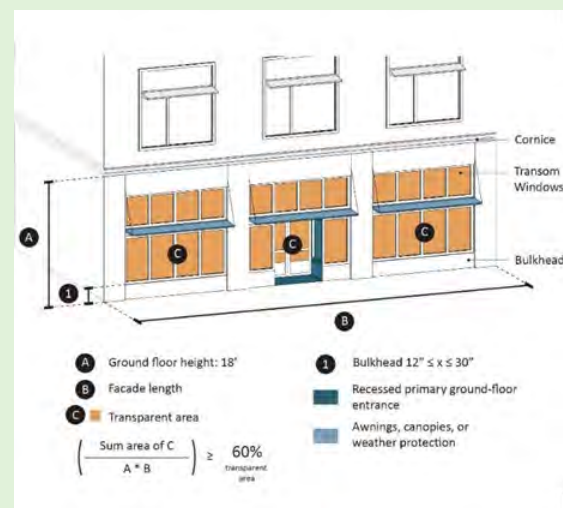 Cornice
Transom
Windows
A
C
C
C
Bulkhead
1
B
A Ground floor height: 18'
B Facade length
C Transparent area
Sum area of C
A * B
≥ 60%
transparent
area
1 Bulkhead 12" ≤ x ≤ 30"
Recessed primary ground-floor
entrance
Awnings, canopies, or
weather protection